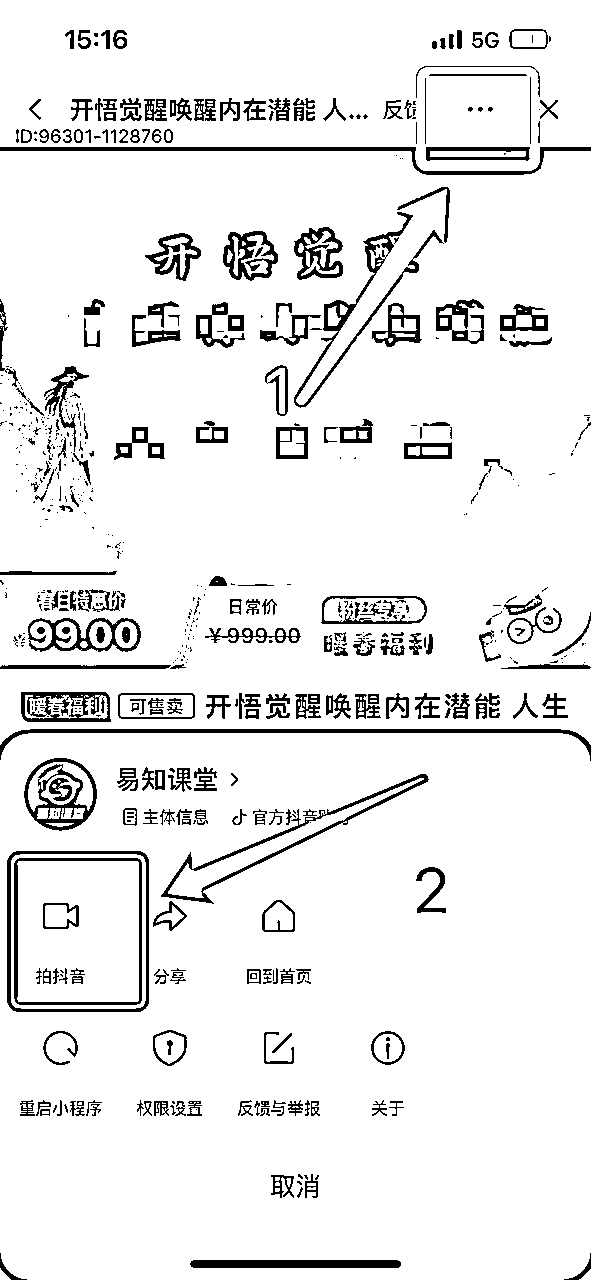 15:16
5G
开悟觉醒唤醒内在潜能 人... 反馈
ID:96301-1128760
开悟觉醒
1
春日特惠价
¥99.00
日常价
¥999.00
粉丝专享
暖春福利
暖春福利 可售卖 开悟觉醒唤醒内在潜能 人生
易知课堂
主体信息 官方抖音
2
拍抖音 分享 回到首页
重启小程序 权限设置 反馈与举报 关于
取消